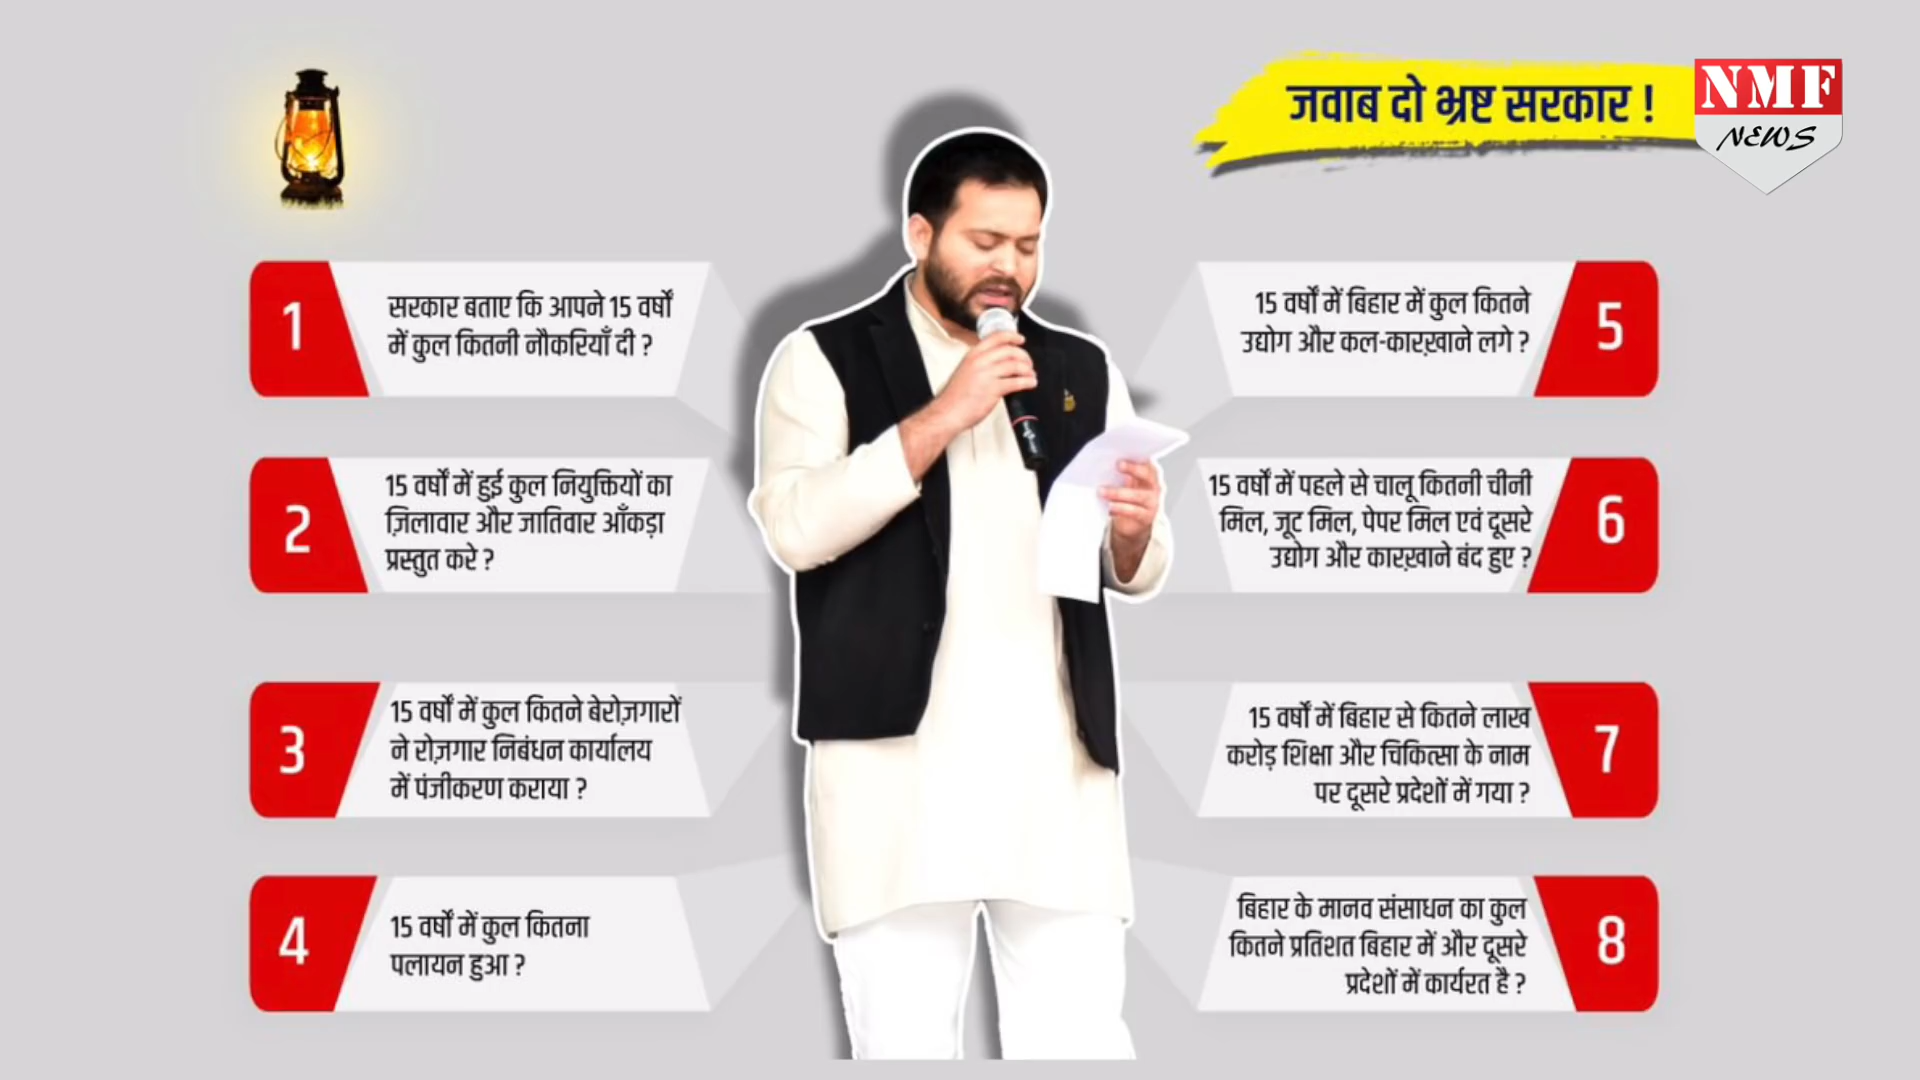 जवाब दो भ्रष्ट सरकार !
NMF
NEWS
1
सरकार बताए कि आपने 15 वर्षों
में कुल कितनी नौकरियाँ दी ?
2
15 वर्षों में हुई कुल नियुक्तियों का
ज़िलावार और जातिवार आँकड़ा
प्रस्तुत करे ?
3
15 वर्षों में कुल कितने बेरोज़गारों
ने रोज़गार निबंधन कार्यालय
में पंजीकरण कराया ?
4
15 वर्षों में कुल कितना
पलायन हुआ ?
5
15 वर्षों में बिहार में कुल कितने
उद्योग और कल-कारख़ाने लगे ?
6
15 वर्षों में पहले से चालू कितनी चीनी
मिल, जूट मिल, पेपर मिल एवं दूसरे
उद्योग और कारख़ाने बंद हुए ?
7
15 वर्षों में बिहार से कितने लाख
करोड़ शिक्षा और चिकित्सा के नाम
पर दूसरे प्रदेशों में गया ?
8
बिहार के मानव संसाधन का कुल
कितने प्रतिशत बिहार में और दूसरे
प्रदेशों में कार्यरत है ?